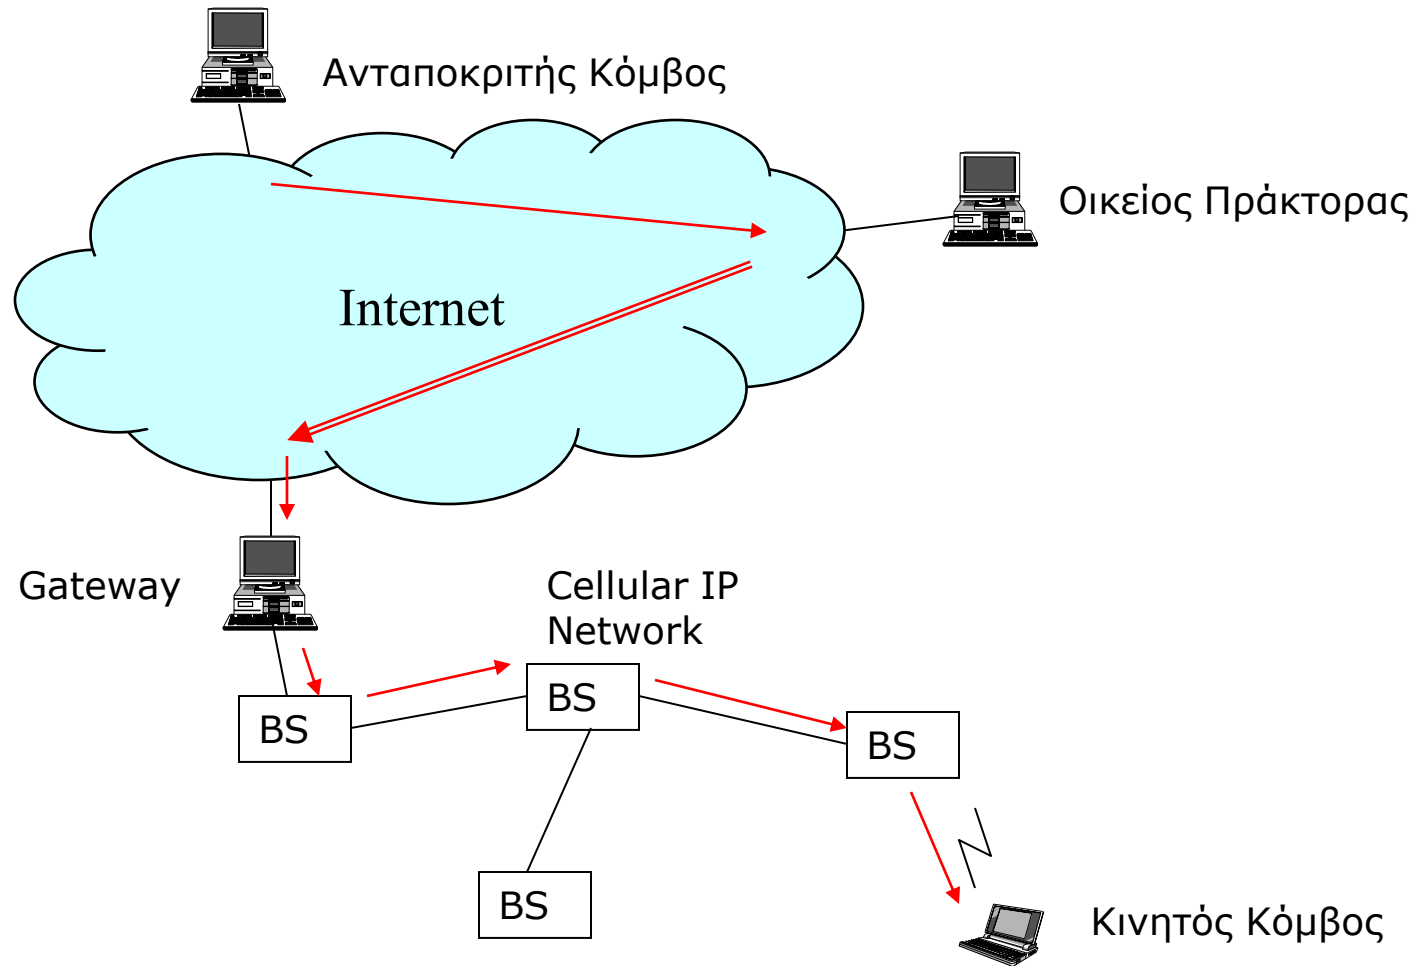 Ανταποκριτής Κόμβος
Οικείος Πράκτορας
Internet
Gateway
Cellular IP
Network
BS
BS
BS
BS
Κινητός Κόμβος